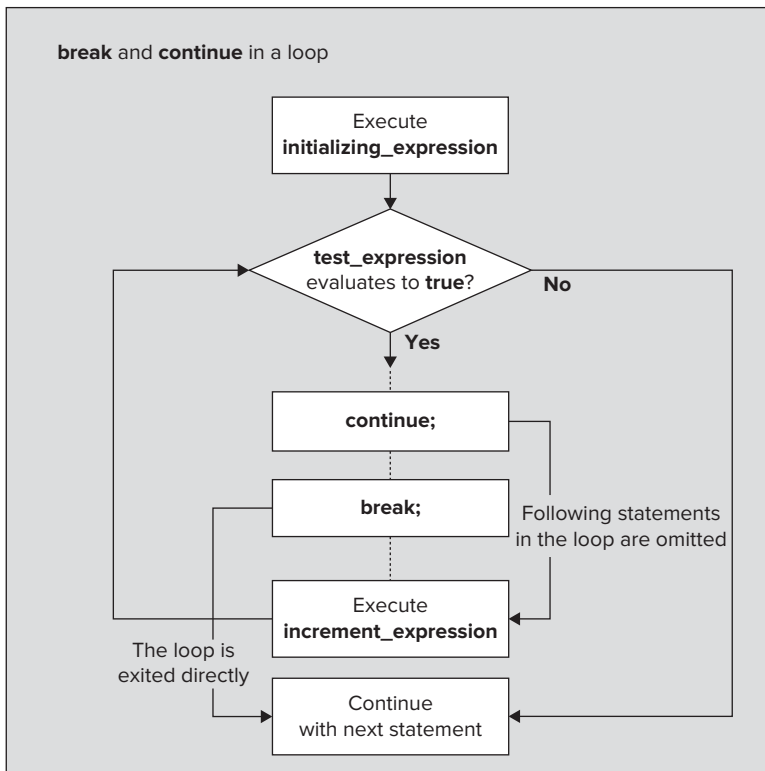 break and continue in a loop
Execute
initializing_expression
test_expression
evaluates to true?
No
Yes
continue;
break;
Following statements
in the loop are omitted
Execute
increment_expression
The loop is
exited directly
Continue
with next statement